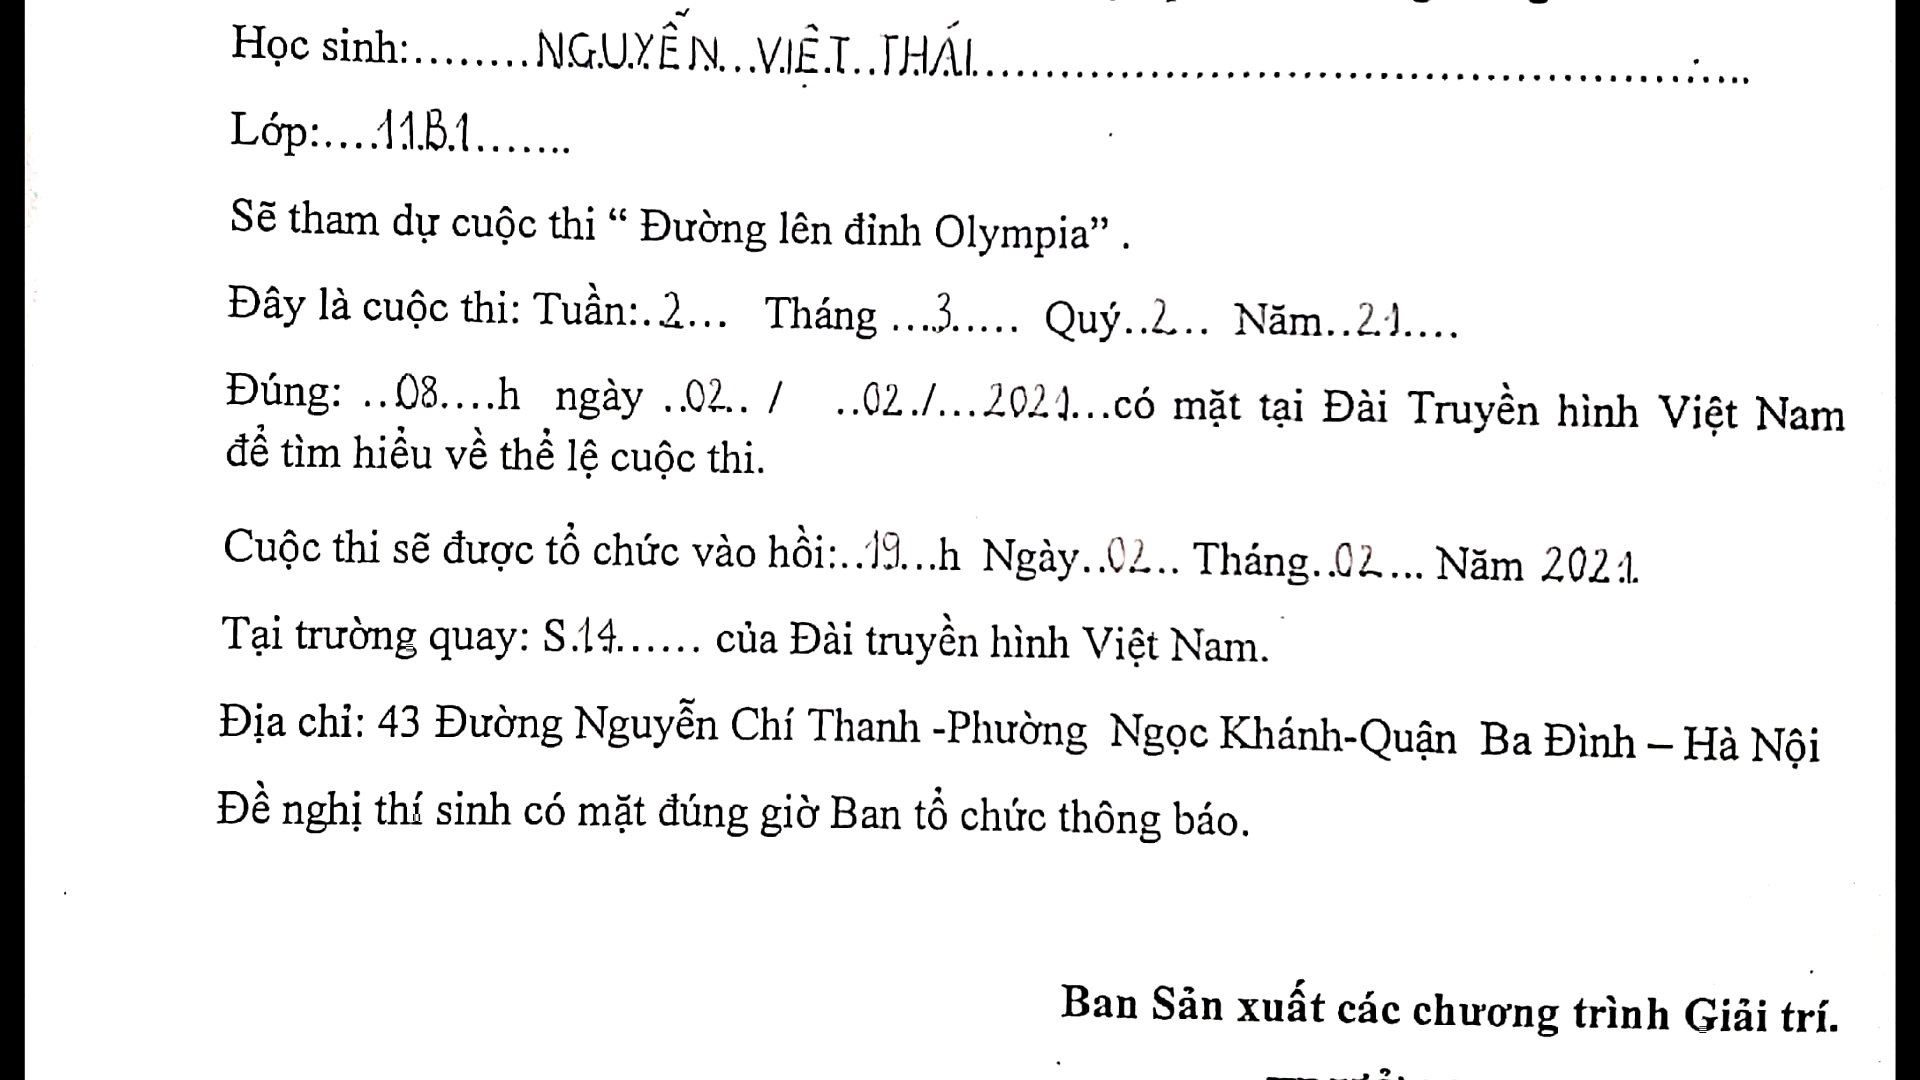 Học sinh:.........NGUYỄN...VIỆT..THÁI..........................................................
Lớp:....11B1.......
Sẽ tham dự cuộc thi “ Đường lên đỉnh Olympia” .
Đây là cuộc thi: Tuần:..2... Tháng ...3..... Quý..2... Năm..21....
Đúng: ..08....h ngày ..02.. / ..02./...2021...có mặt tại Đài Truyền hình Việt Nam
để tìm hiểu về thể lệ cuộc thi.
Cuộc thi sẽ được tổ chức vào hồi:..19...h Ngày..02.. Tháng..02... Năm 2021.
Tại trường quay: S.14...... của Đài truyền hình Việt Nam.
Địa chỉ: 43 Đường Nguyễn Chí Thanh -Phường Ngọc Khánh-Quận Ba Đình – Hà Nội
Đề nghị thí sinh có mặt đúng giờ Ban tổ chức thông báo.
Ban Sản xuất các chương trình Giải trí.